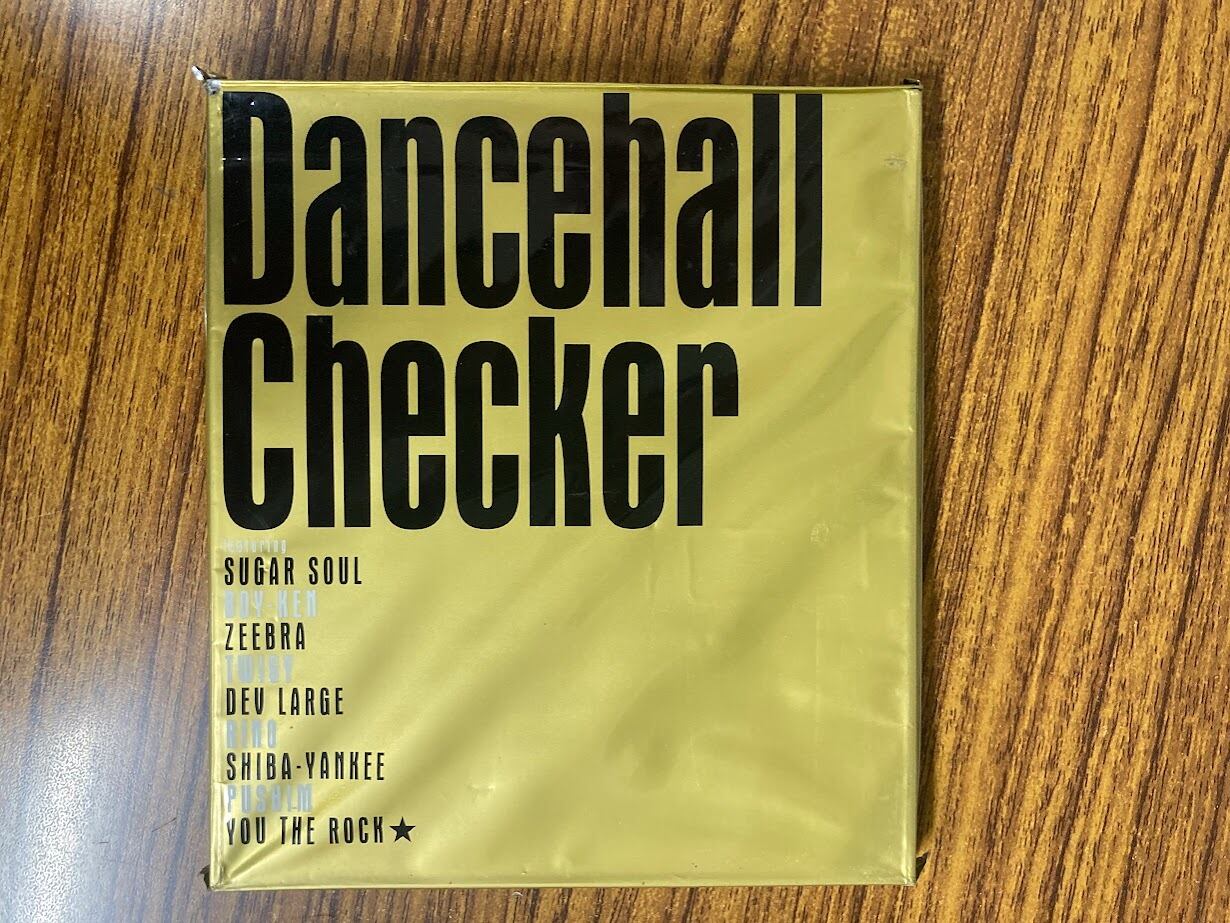 Dancehall
Checker
featuring
SUGAR SOUL
BOY-KEN
ZEEBRA
TWIGY
DEV LARGE
RINO
SHIBA-YANKEE
PUSHIM
YOU THE ROCK★